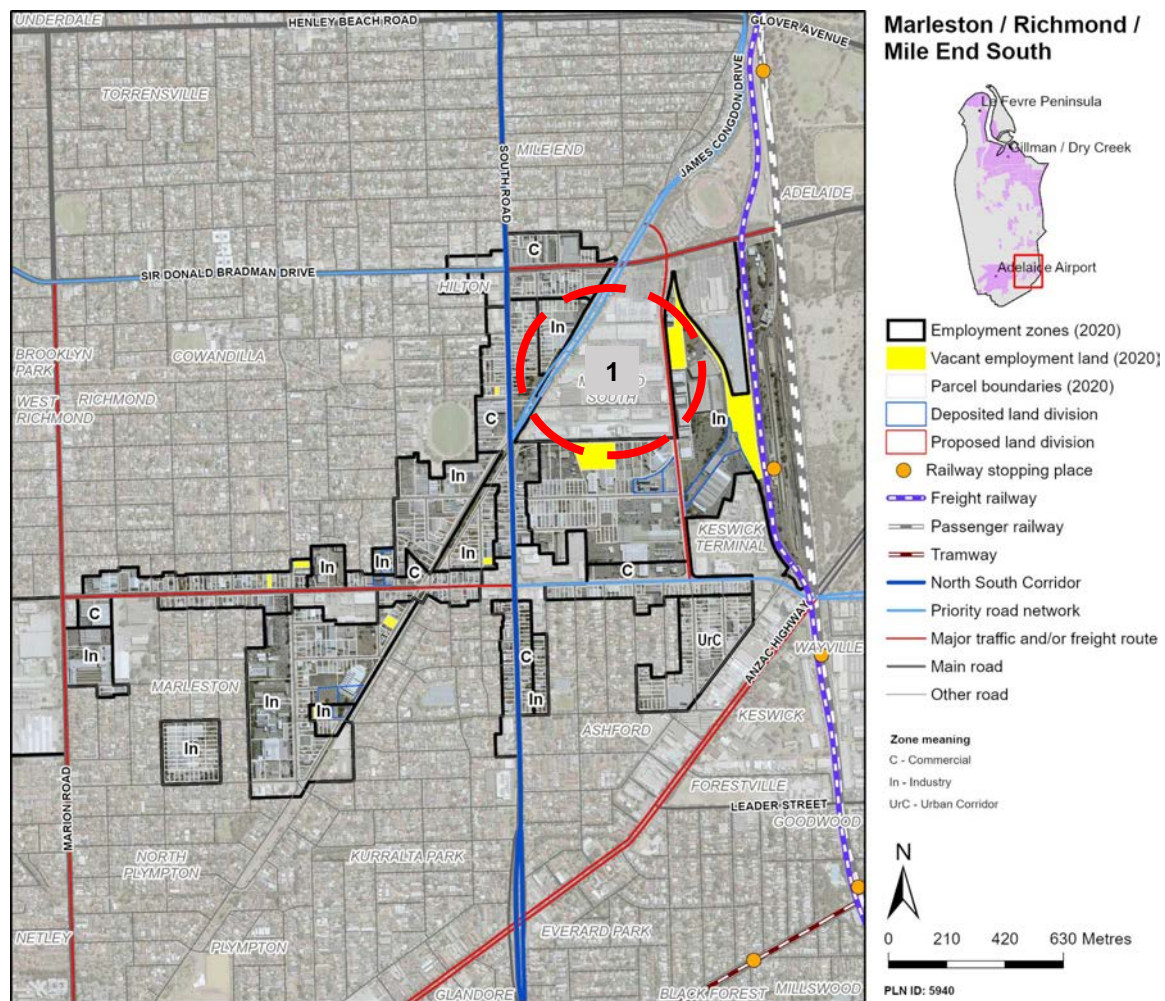 UNDERDALE
HENLEY BEACH ROAD
GLOVER AVENUE
TORRENSVILLE
SOUTH ROAD
MILE END
JAMES CONGDON DRIVE
ADELAIDE
C
SIR DONALD BRADMAN DRIVE
HILTON
In
BROOKLYN
PARK
COWANDILLA
1
SOUTH
WEST
RICHMOND
RICHMOND
C
In
In
KESWICK
TERMINAL
In
In
In
C
C
C
In
UrC
ANZAC HIGHWAY
WAYVILLE
C
MARLESTON
In
In
In
In
ASHFORD
KESWICK
MARION ROAD
FORESTVILLE
LEADER STREET
GOODWOOD
NORTH
PLYMPTON
KURRALTA PARK
NETLEY
PLYMPTON
EVERARD PARK
GLANDORE
BLACK FOREST
MILLSWOOD
Marleston / Richmond /
Mile End South
Le Fevre Peninsula
Gillman / Dry Creek
Adelaide Airport
Employment zones (2020)
Vacant employment land (2020)
Parcel boundaries (2020)
Deposited land division
Proposed land division
Railway stopping place
Freight railway
Passenger railway
Tramway
North South Corridor
Priority road network
Major traffic and/or freight route
Main road
Other road
Zone meaning
C - Commercial
In - Industry
UrC - Urban Corridor
N
0 210 420 630 Metres
PLN ID: 5940